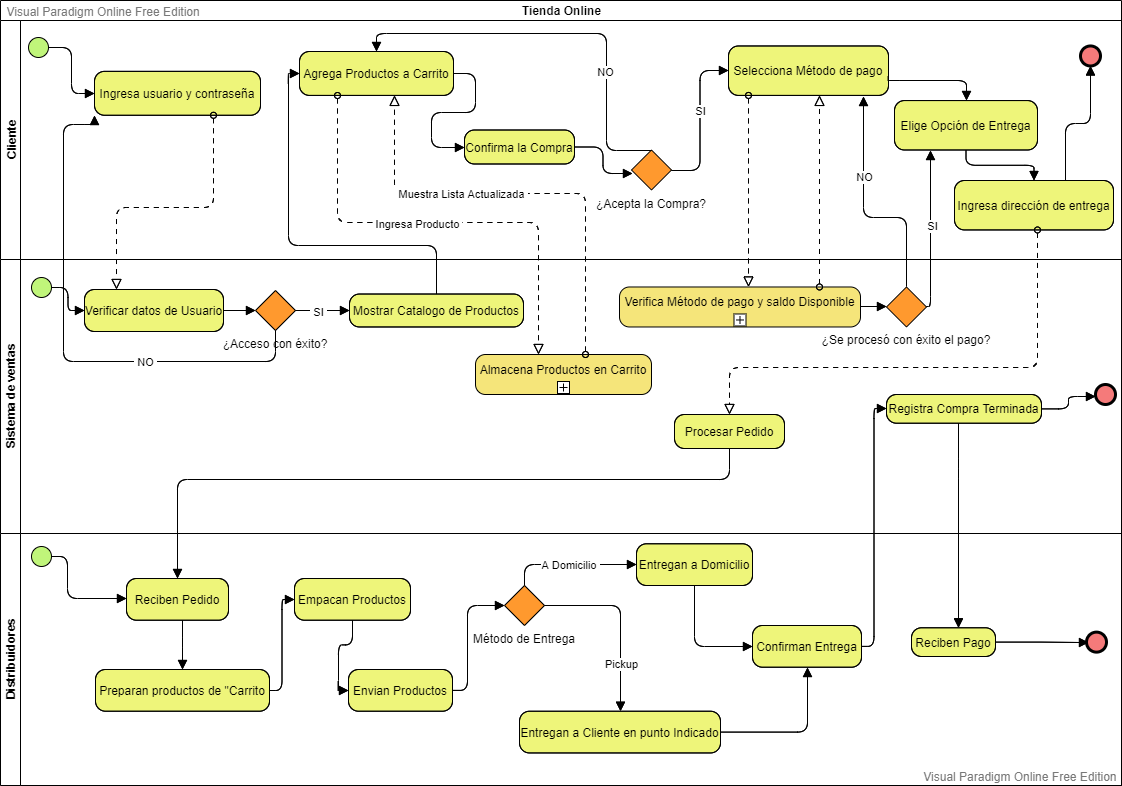 Visual Paradigm Online Free Edition
Tienda Online
Cliente
Ingresa usuario y contraseña
Agrega Productos a Carrito
NO
Selecciona Método de pago
SI
Elige Opción de Entrega
Confirma la Compra
¿Acepta la Compra?
NO
Muestra Lista Actualizada
Ingresa Producto
Ingresa dirección de entrega
SI
Sistema de ventas
Verificar datos de Usuario
SI
Mostrar Catalogo de Productos
¿Acceso con éxito?
NO
Verifica Método de pago y saldo Disponible
¿Se procesó con éxito el pago?
Almacena Productos en Carrito
Registra Compra Terminada
Procesar Pedido
Distribuidores
Reciben Pedido
Empacan Productos
A Domicilio
Entregan a Domicilio
Método de Entrega
Confirman Entrega
Reciben Pago
Pickup
Preparan productos de "Carrito
Envian Productos
Entregan a Cliente en punto Indicado
Visual Paradigm Online Free Edition